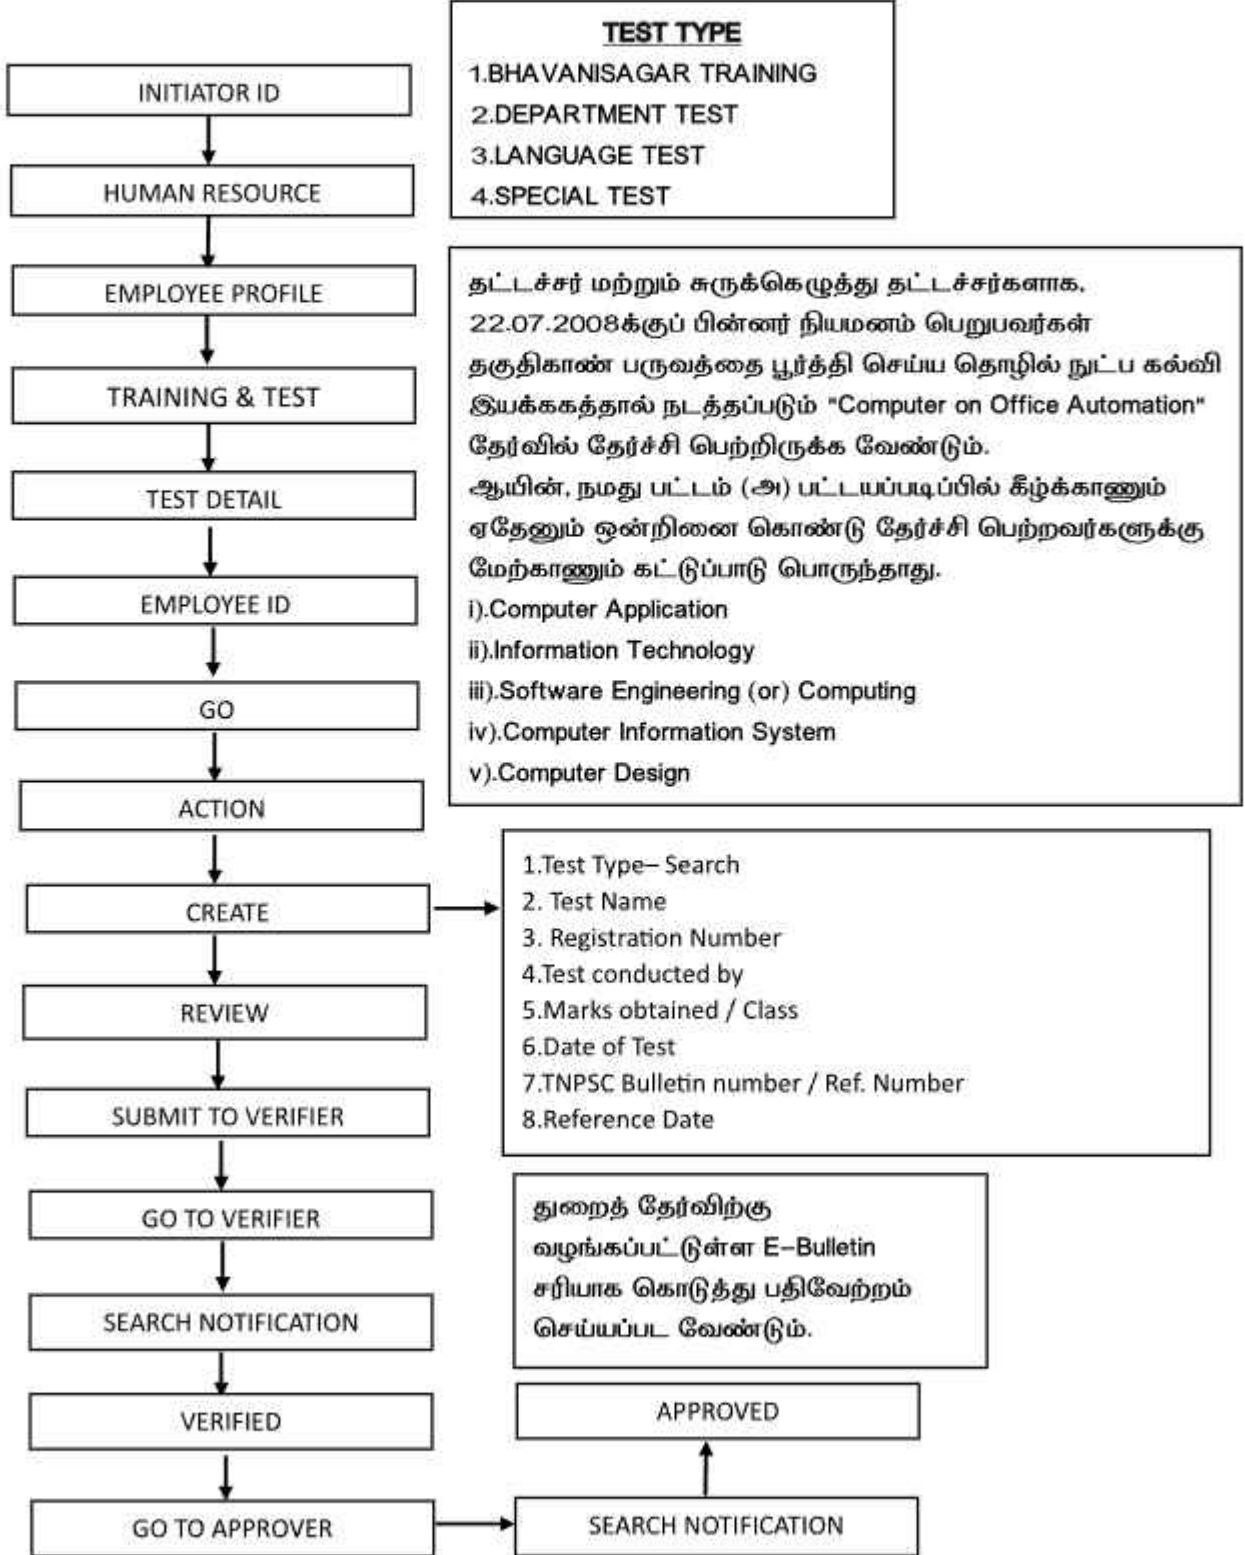 TEST TYPE
1.BHAVANISAGAR TRAINING
2.DEPARTMENT TEST
3.LANGUAGE TEST
4.SPECIAL TEST
INITIATOR ID
HUMAN RESOURCE
EMPLOYEE PROFILE
TRAINING & TEST
TEST DETAIL
EMPLOYEE ID
GO
ACTION
CREATE
REVIEW
SUBMIT TO VERIFIER
GO TO VERIFIER
SEARCH NOTIFICATION
VERIFIED
GO TO APPROVER
தட்டச்சர் மற்றும் சுருக்கெழுத்து தட்டச்சர்களாக,
22.07.2008க்குப் பின்னர் நியமனம் பெறுபவர்கள்
தகுதிகாண் பருவத்தை பூர்த்தி செய்ய தொழில் நுட்ப கல்வி
இயக்ககத்தால் நடத்தப்படும் "Computer on Office Automation"
தேர்வில் தேர்ச்சி பெற்றிருக்க வேண்டும்.
ஆயின், நமது பட்டம் (அ) பட்டயப்படிப்பில் கீழ்க்காணும்
ஏதேனும் ஒன்றினை கொண்டு தேர்ச்சி பெற்றவர்களுக்கு
மேற்காணும் கட்டுப்பாடு பொருந்தாது.
i).Computer Application
ii).Information Technology
iii).Software Engineering (or) Computing
iv).Computer Information System
v).Computer Design
1.Test Type– Search
2. Test Name
3. Registration Number
4.Test conducted by
5.Marks obtained / Class
6.Date of Test
7.TNPSC Bulletin number / Ref. Number
8.Reference Date
துறைத் தேர்விற்கு
வழங்கப்பட்டுள்ள E–Bulletin
சரியாக கொடுத்து பதிவேற்றம்
செய்யப்பட வேண்டும்.
APPROVED
SEARCH NOTIFICATION